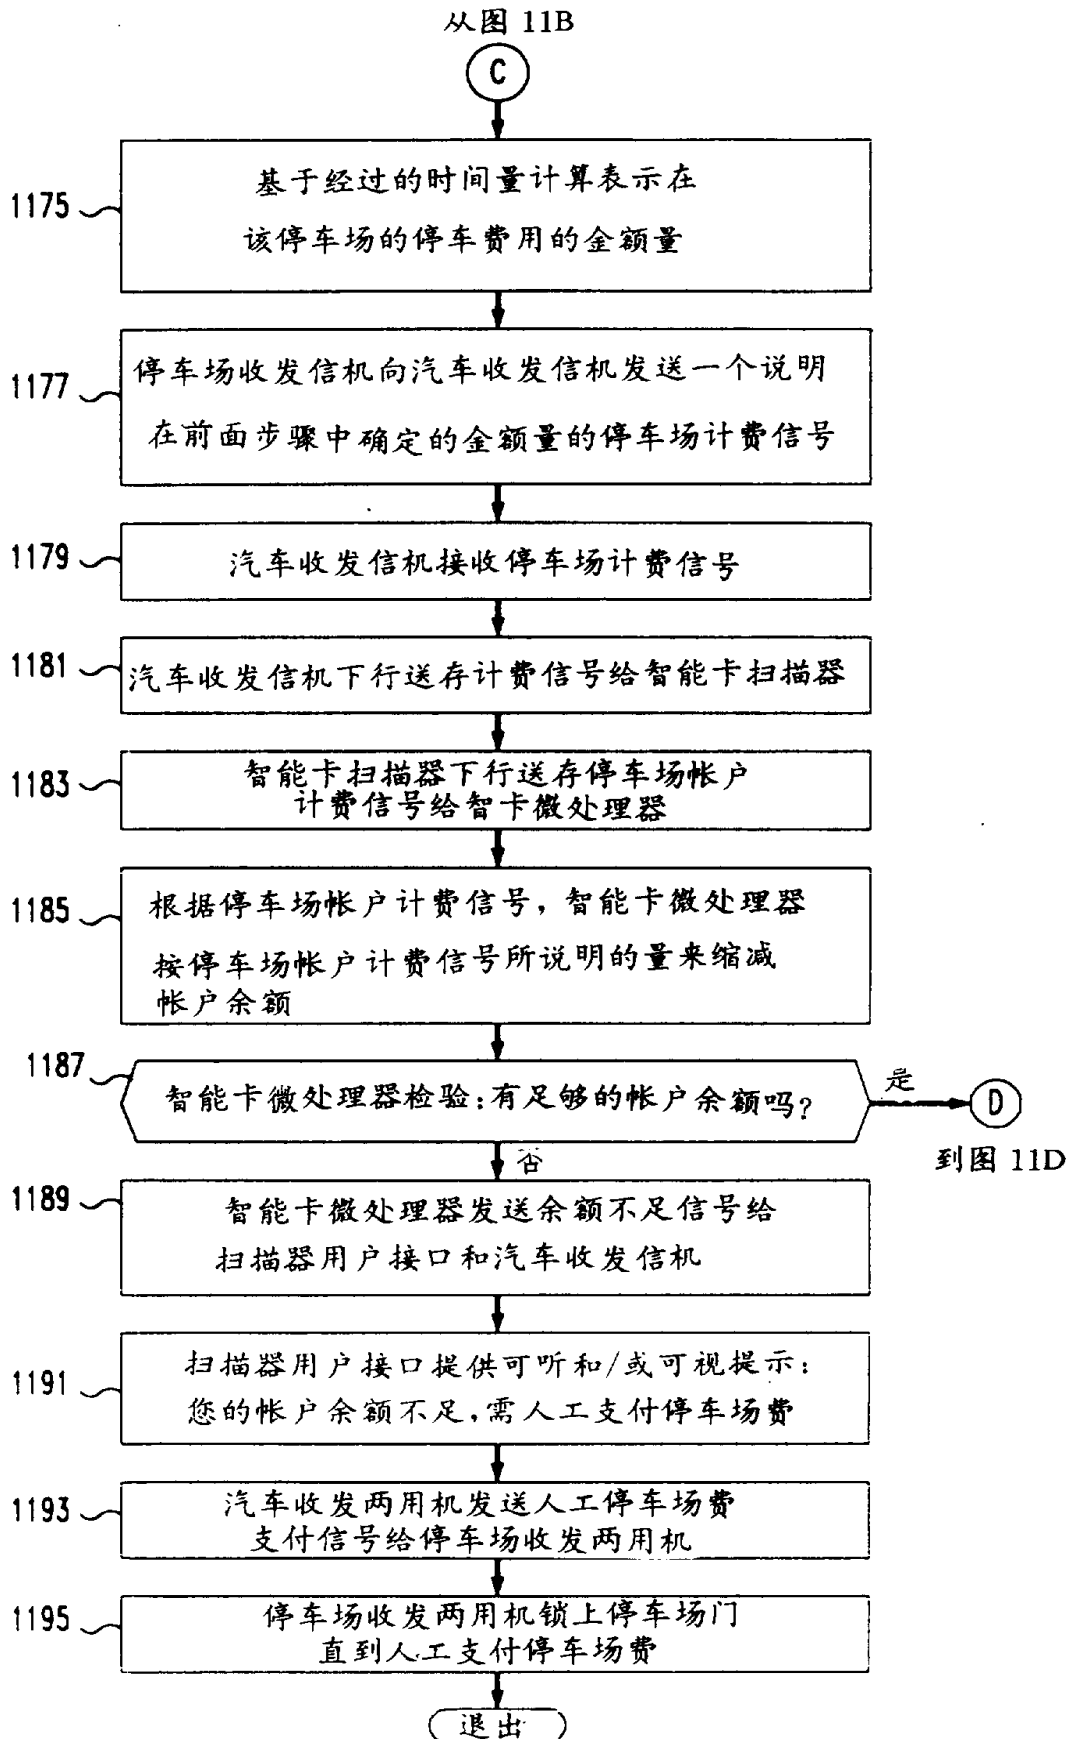 从图 11B
C
1175
基于经过的时间量计算表示在
该停车场的停车费用的金额量
1177
停车场收发信机向汽车收发信机发送一个说明
在前面步骤中确定的金额量的停车场计费信号
1179
汽车收发信机接收停车场计费信号
1181
汽车收发信机下行送存计费信号给智能卡扫描器
1183
智能卡扫描器下行送存停车场帐户
计费信号给智卡微处理器
1185
根据停车场帐户计费信号，智能卡微处理器
按停车场帐户计费信号所说明的量来缩减
帐户余额
1187
智能卡微处理器检验：有足够的帐户余额吗？
是
D
到图 11D
否
1189
智能卡微处理器发送余额不足信号给
扫描器用户接口和汽车收发信机
1191
扫描器用户接口提供可听和/或可视提示：
您的帐户余额不足，需人工支付停车场费
1193
汽车收发两用机发送人工停车场费
支付信号给停车场收发两用机
1195
停车场收发两用机锁上停车场门
直到人工支付停车场费
退出